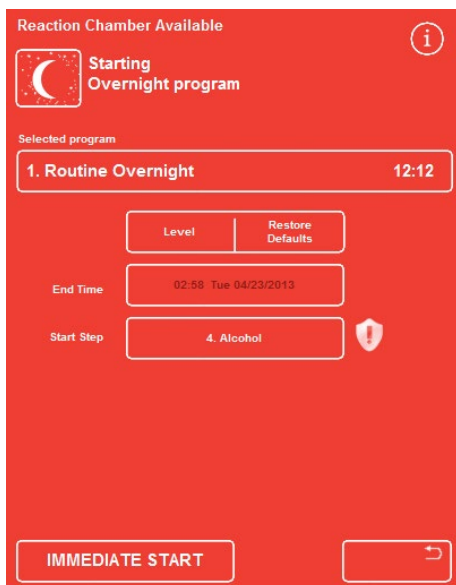 Reaction Chamber Available
i
Starting
Overnight program
Selected program
1. Routine Overnight 12:12
Level
Restore
Defaults
End Time 02:58 Tue 04/23/2013
Start Step 4. Alcohol !
IMMEDIATE START